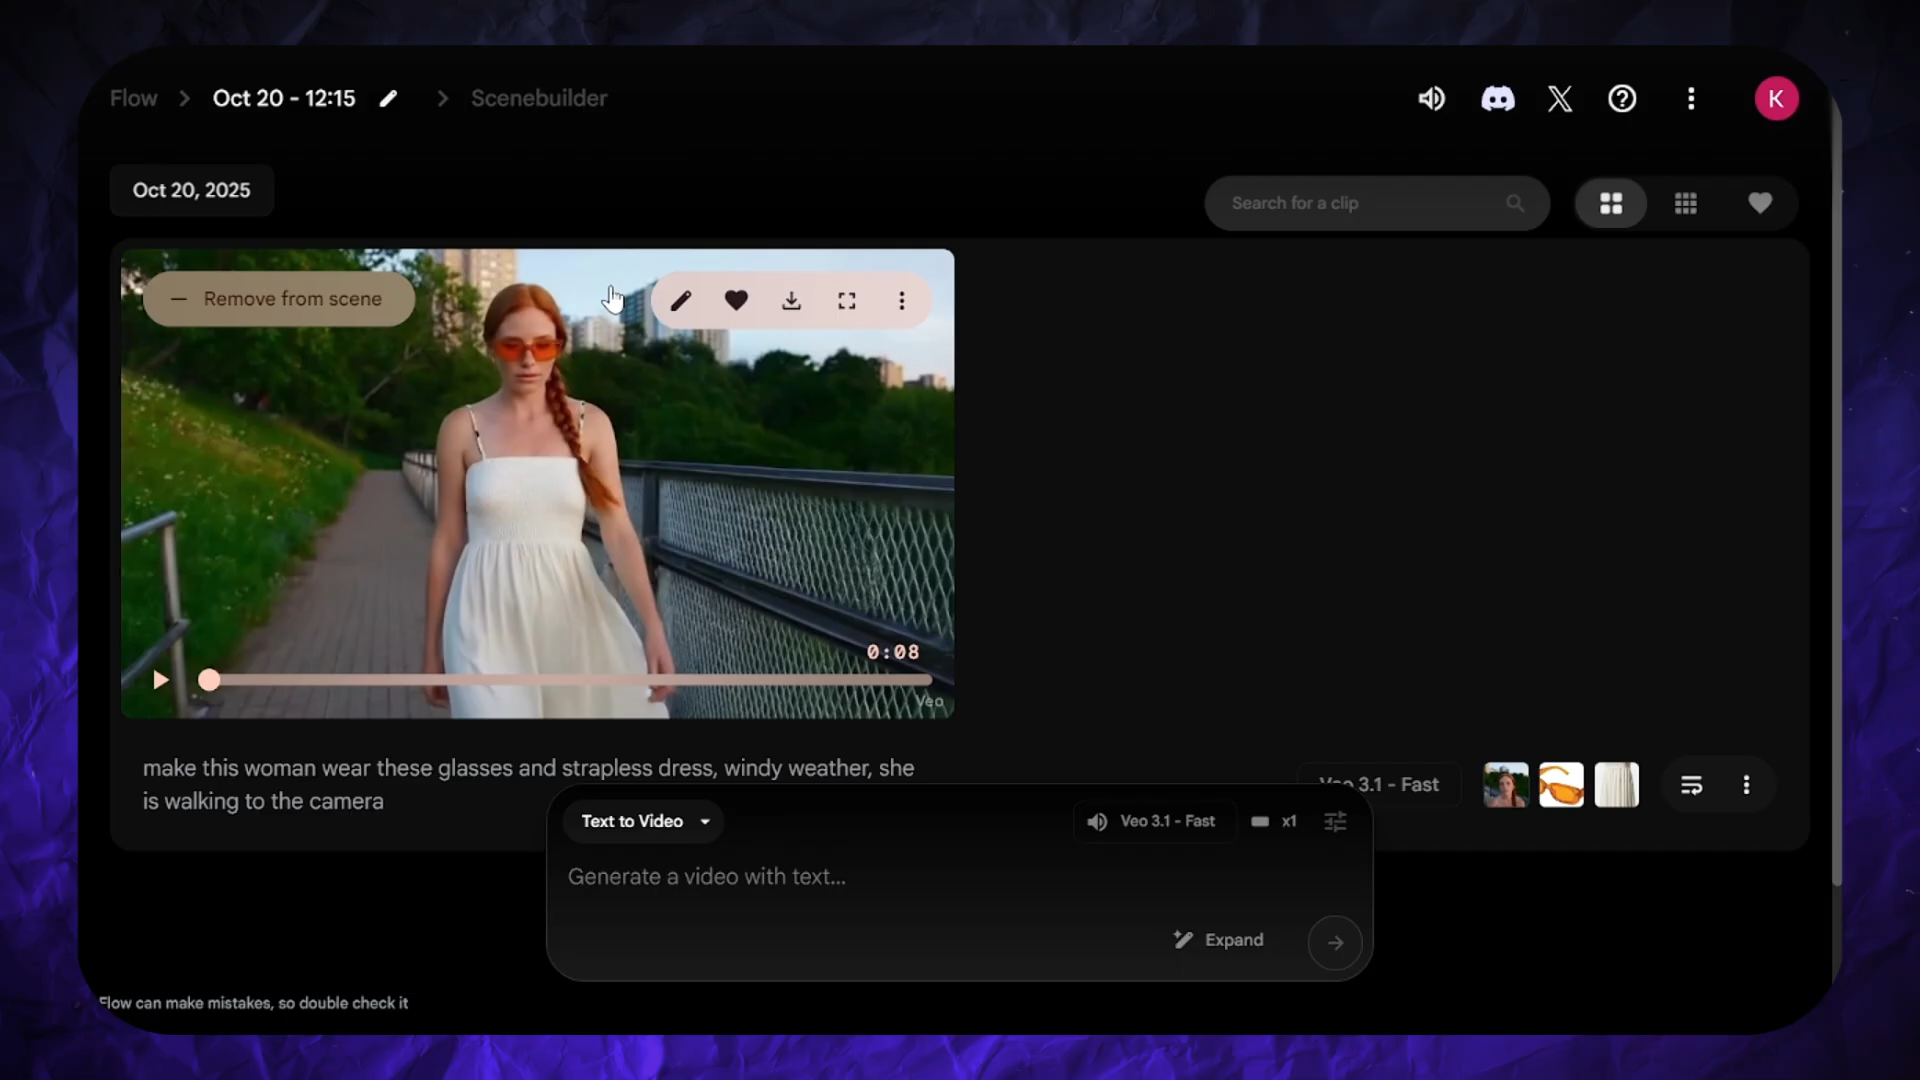 Flow
Oct 20 - 12:15
Scenebuilder
K
Oct 20, 2025
Search for a clip
Remove from scene
0:08
Veo
make this woman wear these glasses and strapless dress, windy weather, she
is walking to the camera
Veo 3.1 - Fast
Text to Video
Veo 3.1 - Fast
x1
Generate a video with text...
Expand
Flow can make mistakes, so double check it